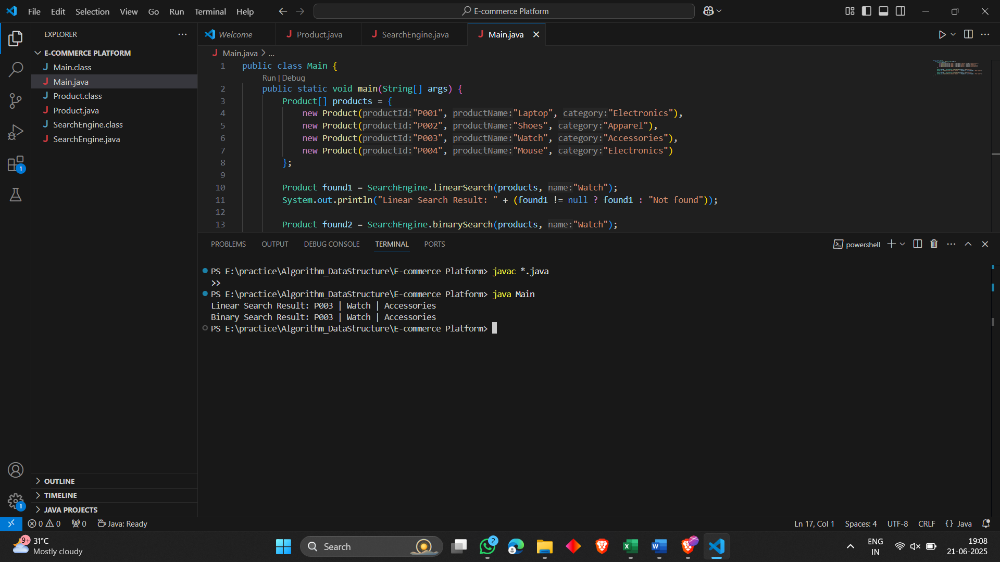 File Edit Selection View Go Run Terminal Help
E-commerce Platform
EXPLORER
E-COMMERCE PLATFORM
J Main.class
J Main.java
J Product.class
J Product.java
J SearchEngine.class
J SearchEngine.java
1
OUTLINE
TIMELINE
JAVA PROJECTS
1
Welcome
J Product.java
J SearchEngine.java
J Main.java
J Main.java > ...
1 public class Main {
Run | Debug
2 public static void main(String[] args) {
3 Product[] products = {
4 new Product(productId:"P001", productName:"Laptop", category:"Electronics"),
5 new Product(productId:"P002", productName:"Shoes", category:"Apparel"),
6 new Product(productId:"P003", productName:"Watch", category:"Accessories"),
7 new Product(productId:"P004", productName:"Mouse", category:"Electronics")
8 };
9
10 Product found1 = SearchEngine.linearSearch(products, name:"Watch");
11 System.out.println("Linear Search Result: " + (found1 != null ? found1 : "Not found"));
12
13 Product found2 = SearchEngine.binarySearch(products, name:"Watch");
PROBLEMS OUTPUT DEBUG CONSOLE TERMINAL PORTS
powershell
PS E:\practice\Algorithm_DataStructure\E-commerce Platform> javac *.java
>>
PS E:\practice\Algorithm_DataStructure\E-commerce Platform> java Main
Linear Search Result: P003 | Watch | Accessories
Binary Search Result: P003 | Watch | Accessories
PS E:\practice\Algorithm_DataStructure\E-commerce Platform>
0 0 0 Java: Ready
Ln 17, Col 1 Spaces: 4 UTF-8 CRLF {} Java
9+
31°C
Mostly cloudy
Search
2
ENG
IN
19:08
21-06-2025